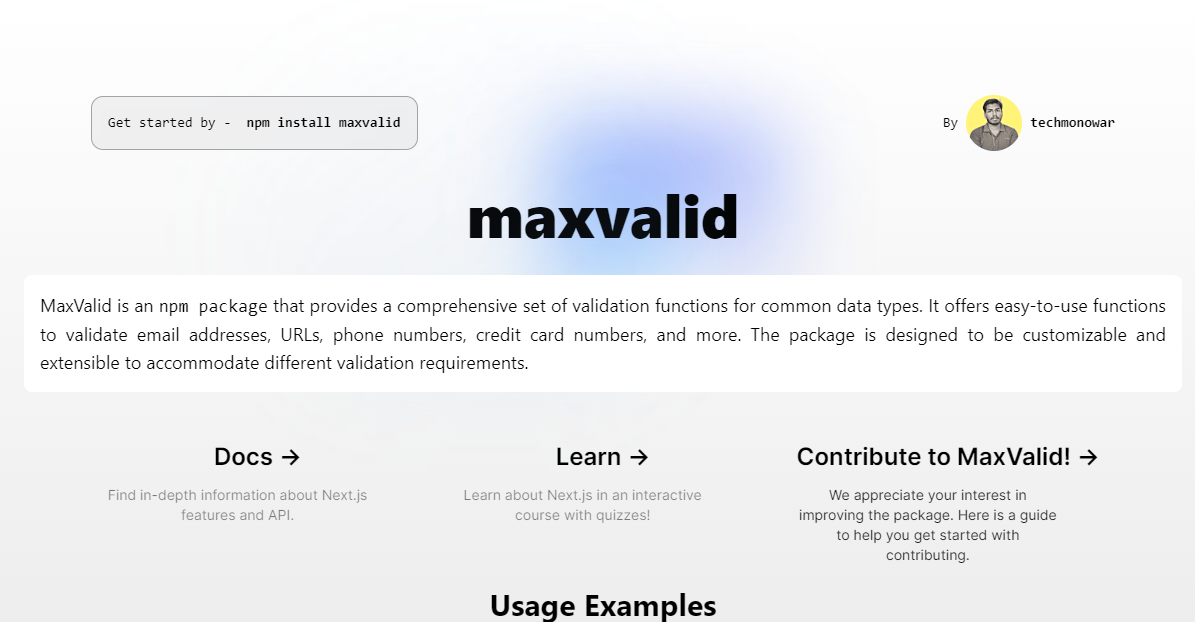 Get started by - npm install maxvalid
By techmonowar
maxvalid
MaxValid is an npm package that provides a comprehensive set of validation functions for common data types. It offers easy-to-use functions
to validate email addresses, URLs, phone numbers, credit card numbers, and more. The package is designed to be customizable and
extensible to accommodate different validation requirements.
Docs →
Find in-depth information about Next.js
features and API.
Learn →
Learn about Next.js in an interactive
course with quizzes!
Contribute to MaxValid! →
We appreciate your interest in
improving the package. Here is a guide
to help you get started with
contributing.
Usage Examples